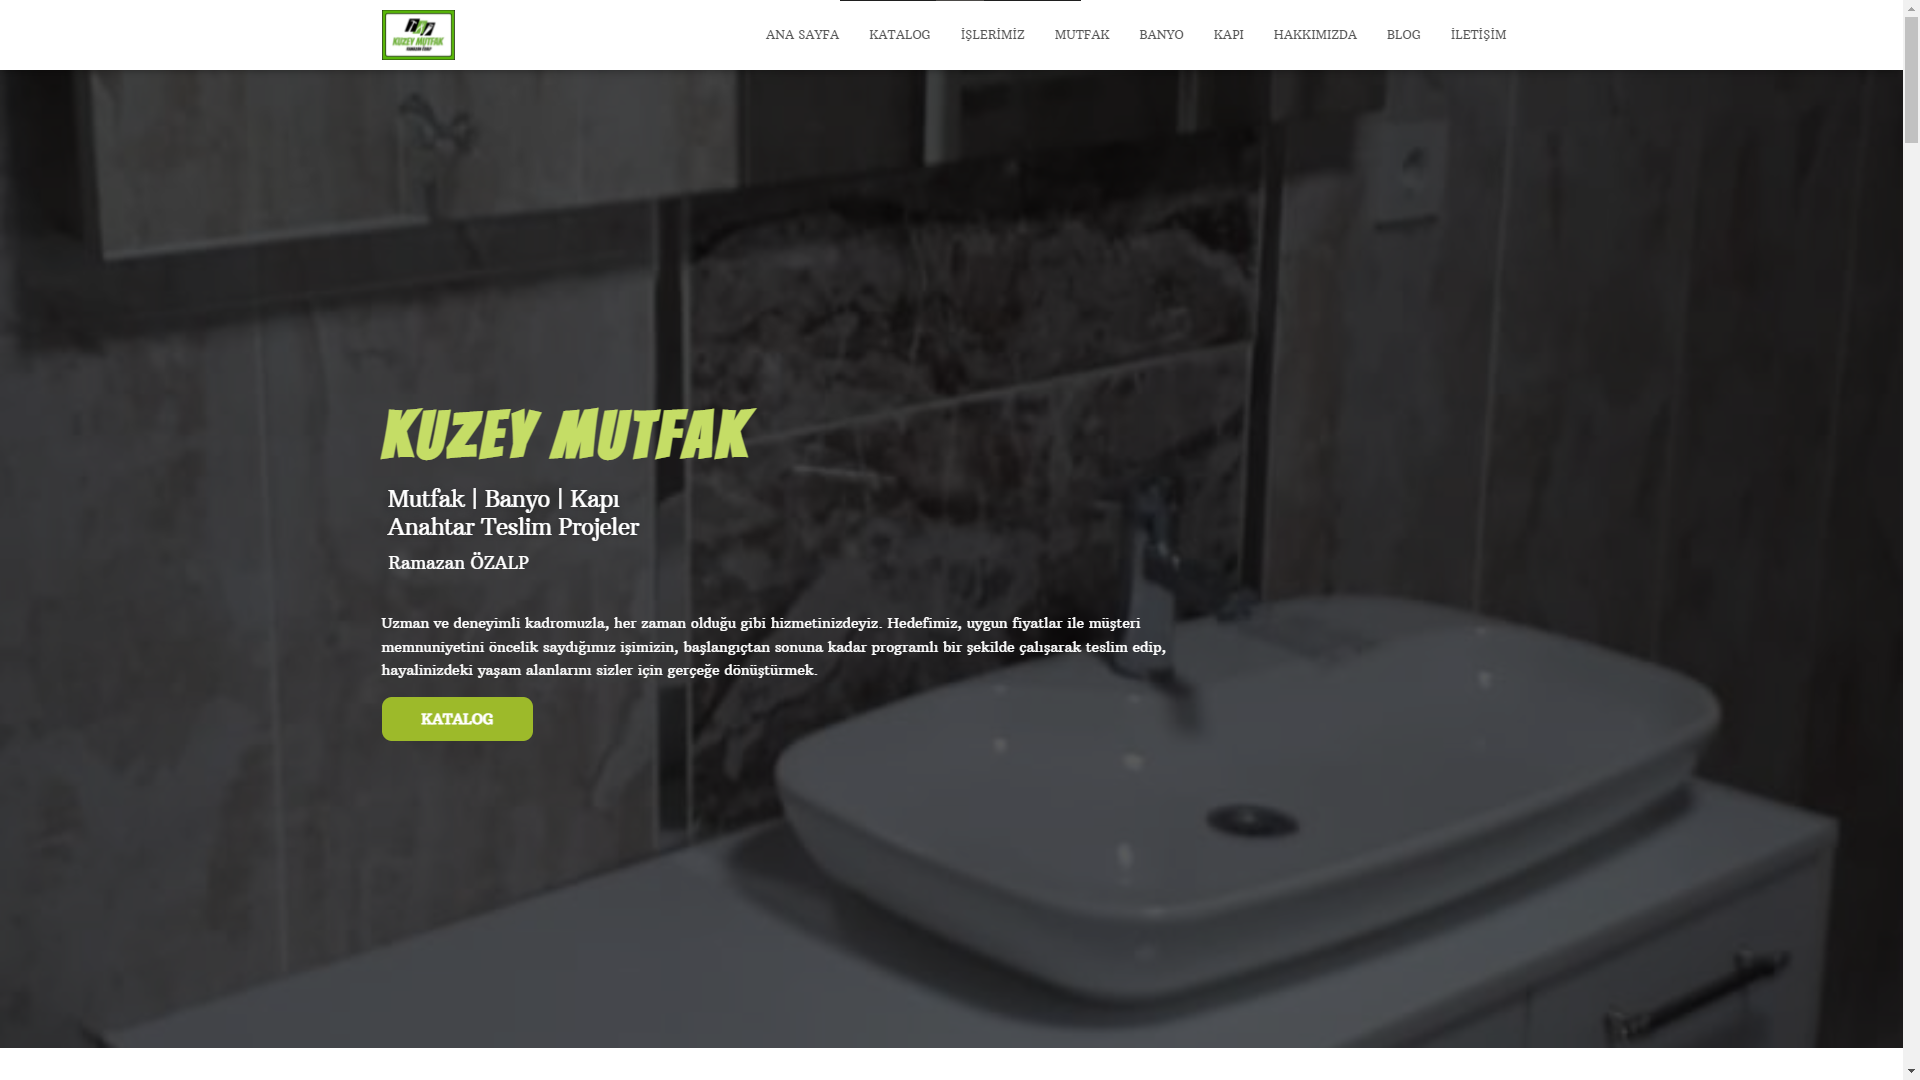 KUZEY MUTFAK
RAMAZAN ÖZALP
ANA SAYFA KATALOG İŞLERİMİZ MUTFAK BANYO KAPI HAKKIMIZDA BLOG İLETİŞİM
KUZEY MUTFAK
Mutfak | Banyo | Kapı
Anahtar Teslim Projeler
Ramazan ÖZALP
Uzman ve deneyimli kadromuzla, her zaman olduğu gibi hizmetinizdeyiz. Hedefimiz, uygun fiyatlar ile müşteri
memnuniyetini öncelik saydığımız işimizin, başlangıçtan sonuna kadar programlı bir şekilde çalışarak teslim edip,
hayalinizdeki yaşam alanlarını sizler için gerçeğe dönüştürmek.
KATALOG